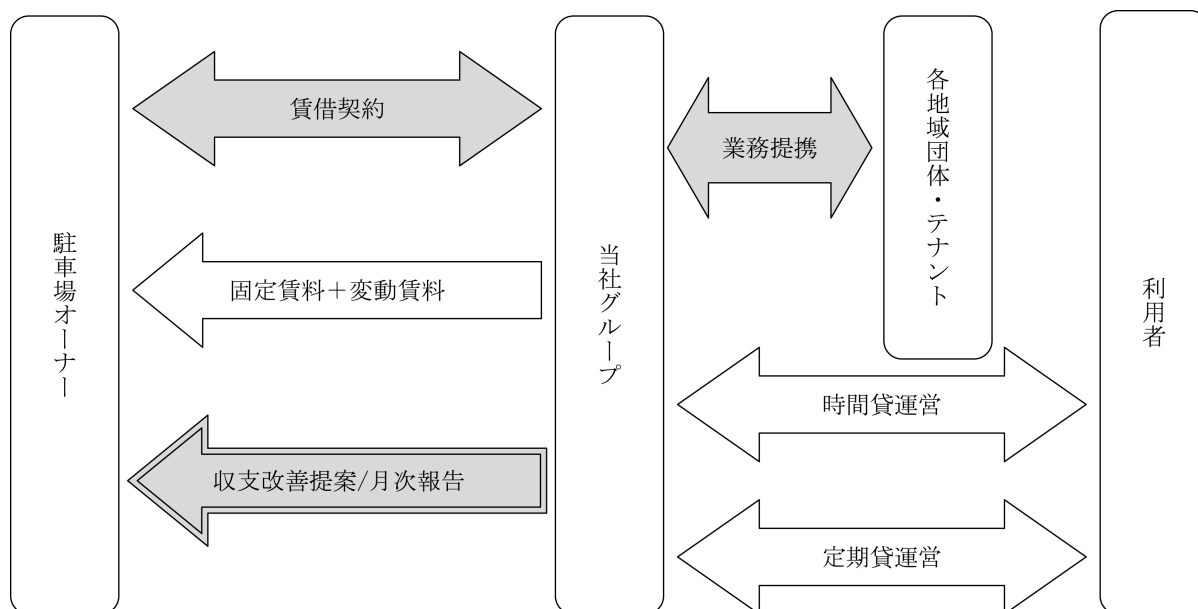 駐車場オーナー
賃借契約
固定賃料＋変動賃料
収支改善提案/月次報告
当社グループ
業務提携
各地域団体・テナント
時間貸運営
定期貸運営
利用者